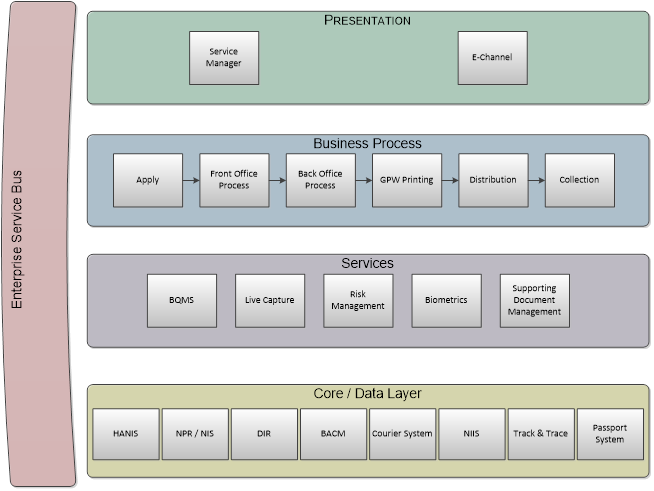 Enterprise Service Bus
PRESENTATION
Service
Manager
E-Channel
Business Process
Apply
Front Office
Process
Back Office
Process
GPW Printing
Distribution
Collection
Services
BQMS
Live Capture
Risk
Management
Biometrics
Supporting
Document
Management
Core / Data Layer
HANIS
NPR / NIS
DIR
BACM
Courier System
NIIS
Track & Trace
Passport
System